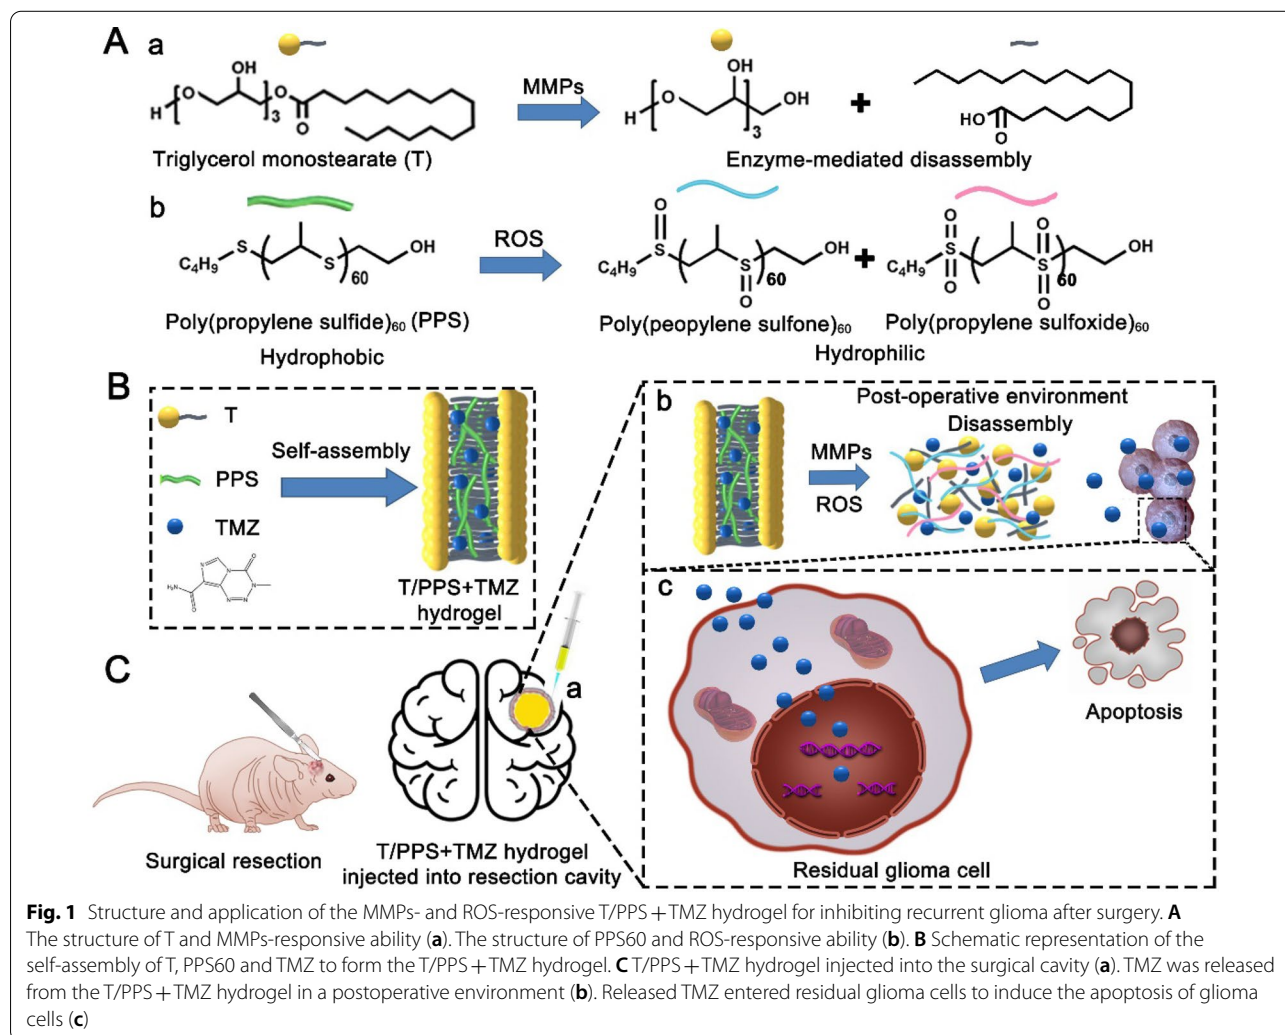 A
a
OH
H
O
3
O
O
Triglycerol monostearate (T)
MMPs
OH
H
O
OH
3
+
HO
O
Enzyme-mediated disassembly
b
C4H9
S
S
60
OH
Poly(propylene sulfide)60 (PPS)
Hydrophobic
ROS
O
S
C4H9
S
O
60
OH
+
Poly(peopylene sulfone)60
O
S
O
C4H9
O
S
O
60
OH
Poly(propylene sulfoxide)60
Hydrophilic
B
T
PPS
TMZ
H2N
O
N
N
O
N
N
N
Self-assembly
T/PPS+TMZ
hydrogel
C
Surgical resection
a
T/PPS+TMZ hydrogel
injected into resection cavity
b
Post-operative environment
Disassembly
MMPs
ROS
c
Residual glioma cell
Apoptosis
Fig. 1 Structure and application of the MMPs- and ROS-responsive T/PPS + TMZ hydrogel for inhibiting recurrent glioma after surgery. A
The structure of T and MMPs-responsive ability (a). The structure of PPS60 and ROS-responsive ability (b). B Schematic representation of the
self-assembly of T, PPS60 and TMZ to form the T/PPS + TMZ hydrogel. C T/PPS + TMZ hydrogel injected into the surgical cavity (a). TMZ was released
from the T/PPS + TMZ hydrogel in a postoperative environment (b). Released TMZ entered residual glioma cells to induce the apoptosis of glioma
cells (c)